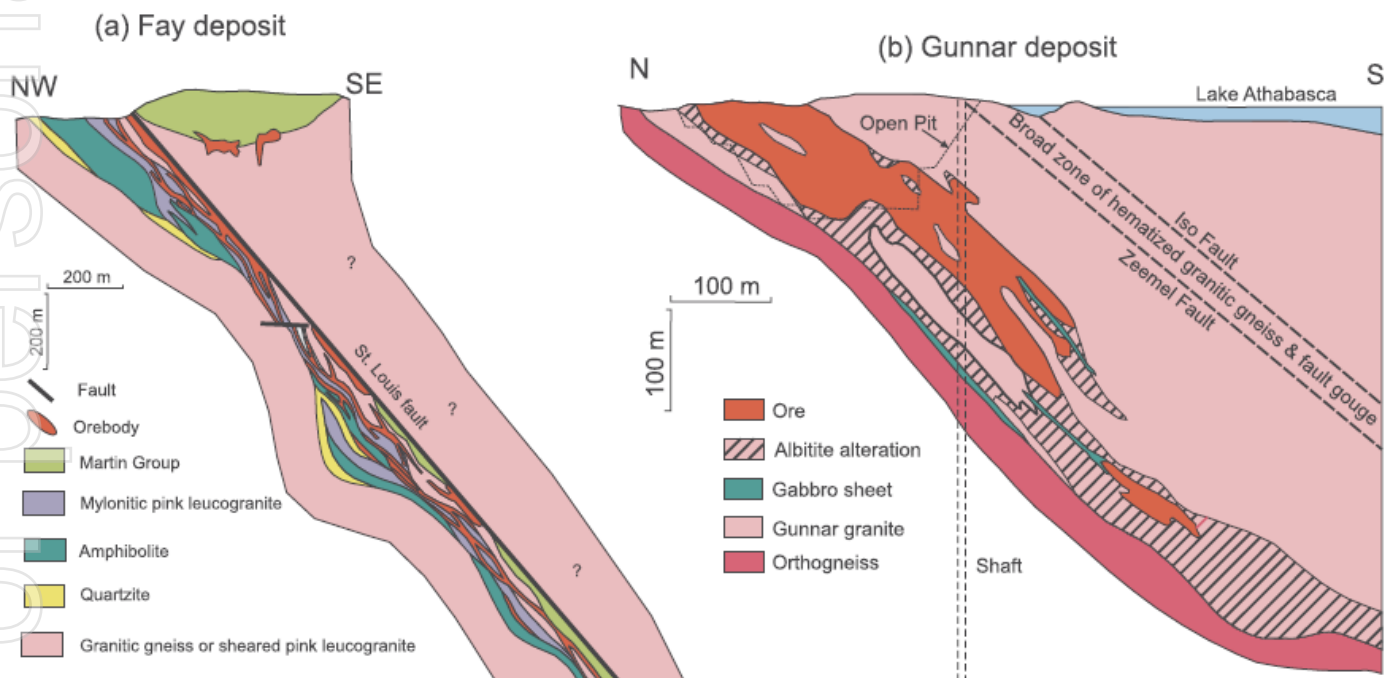 (a) Fay deposit
NW
SE
200 m
200 m
St. Louis fault
?
?
?
Fault
Orebody
Martin Group
Mylonitic pink leucogranite
Amphibolite
Quartzite
Granitic gneiss or sheared pink leucogranite
(b) Gunnar deposit
N
S
Lake Athabasca
Open Pit
Iso Fault
Broad zone of hematized granitic gneiss & fault gouge
Zeemel Fault
100 m
100 m
Shaft
Ore
Albitite alteration
Gabbro sheet
Gunnar granite
Orthogneiss